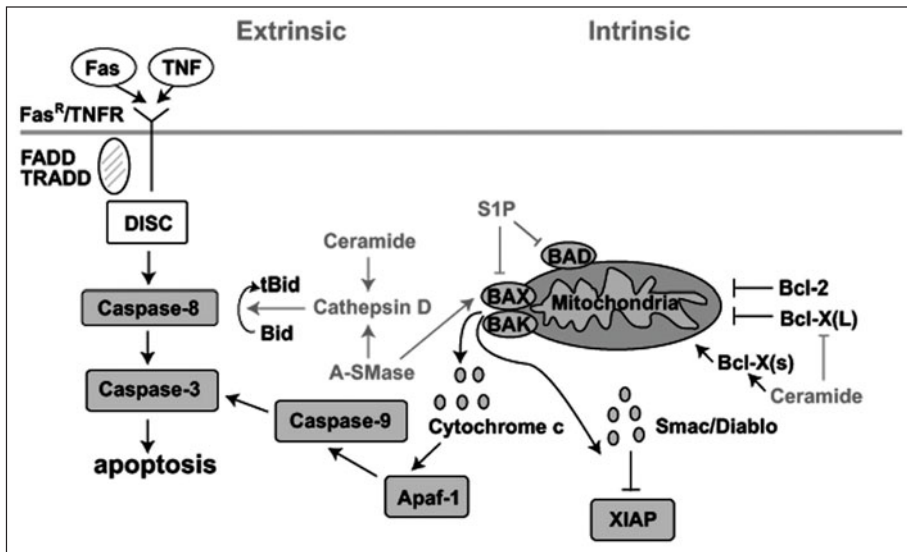 Extrinsic
Intrinsic
Fas
TNF
Fasᴿ/TNFR
FADD
TRADD
DISC
S1P
Ceramide
BAD
tBid
BAX
Mitochondria
Bcl-2
Caspase-8
Cathepsin D
Bid
BAK
Bcl-X(L)
A-SMase
Bcl-X(s)
Caspase-3
Ceramide
Caspase-9
Cytochrome c
Smac/Diablo
apoptosis
Apaf-1
XIAP